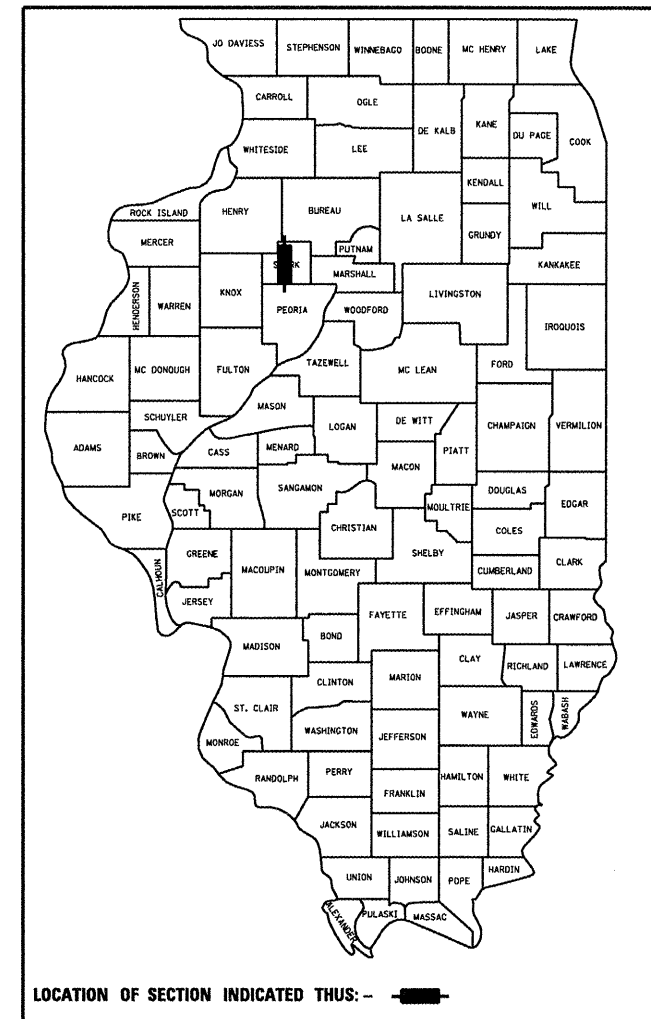 JO DAVIESS STEPHENSON WINNEBAGO BOONE MC HENRY LAKE
CARROLL OGLE
DE KALB KANE DU PAGE COOK
WHITESIDE LEE
KENDALL WILL
ROCK ISLAND HENRY BUREAU LA SALLE
MERCER PUTNAM GRUNDY
MARSHALL KANKAKEE
HENDERSON WARREN KNOX PEORIA WOODFORD LIVINGSTON IROQUOIS
HANCOCK MC DONOUGH FULTON TAZEWELL MC LEAN FORD
SCHUYLER MASON LOGAN DE WITT CHAMPAIGN VERMILION
ADAMS BROWN CASS MENARD MACON PIATT
PIKE SCOTT MORGAN SANGAMON CHRISTIAN MOULTRIE DOUGLAS EDGAR
COLES
CALHOUN GREENE MACOUPIN MONTGOMERY SHELBY CUMBERLAND CLARK
JERSEY FAYETTE EFFINGHAM JASPER CRAWFORD
MADISON BOND CLAY RICHLAND LAWRENCE
CLINTON MARION
ST. CLAIR WASHINGTON JEFFERSON WAYNE EDWARDS WABASH
MONROE
RANDOLPH PERRY FRANKLIN HAMILTON WHITE
JACKSON WILLIAMSON SALINE GALLATIN
UNION JOHNSON POPE HARDIN
ALEXANDER PULASKI MASSAC
LOCATION OF SECTION INDICATED THUS: –